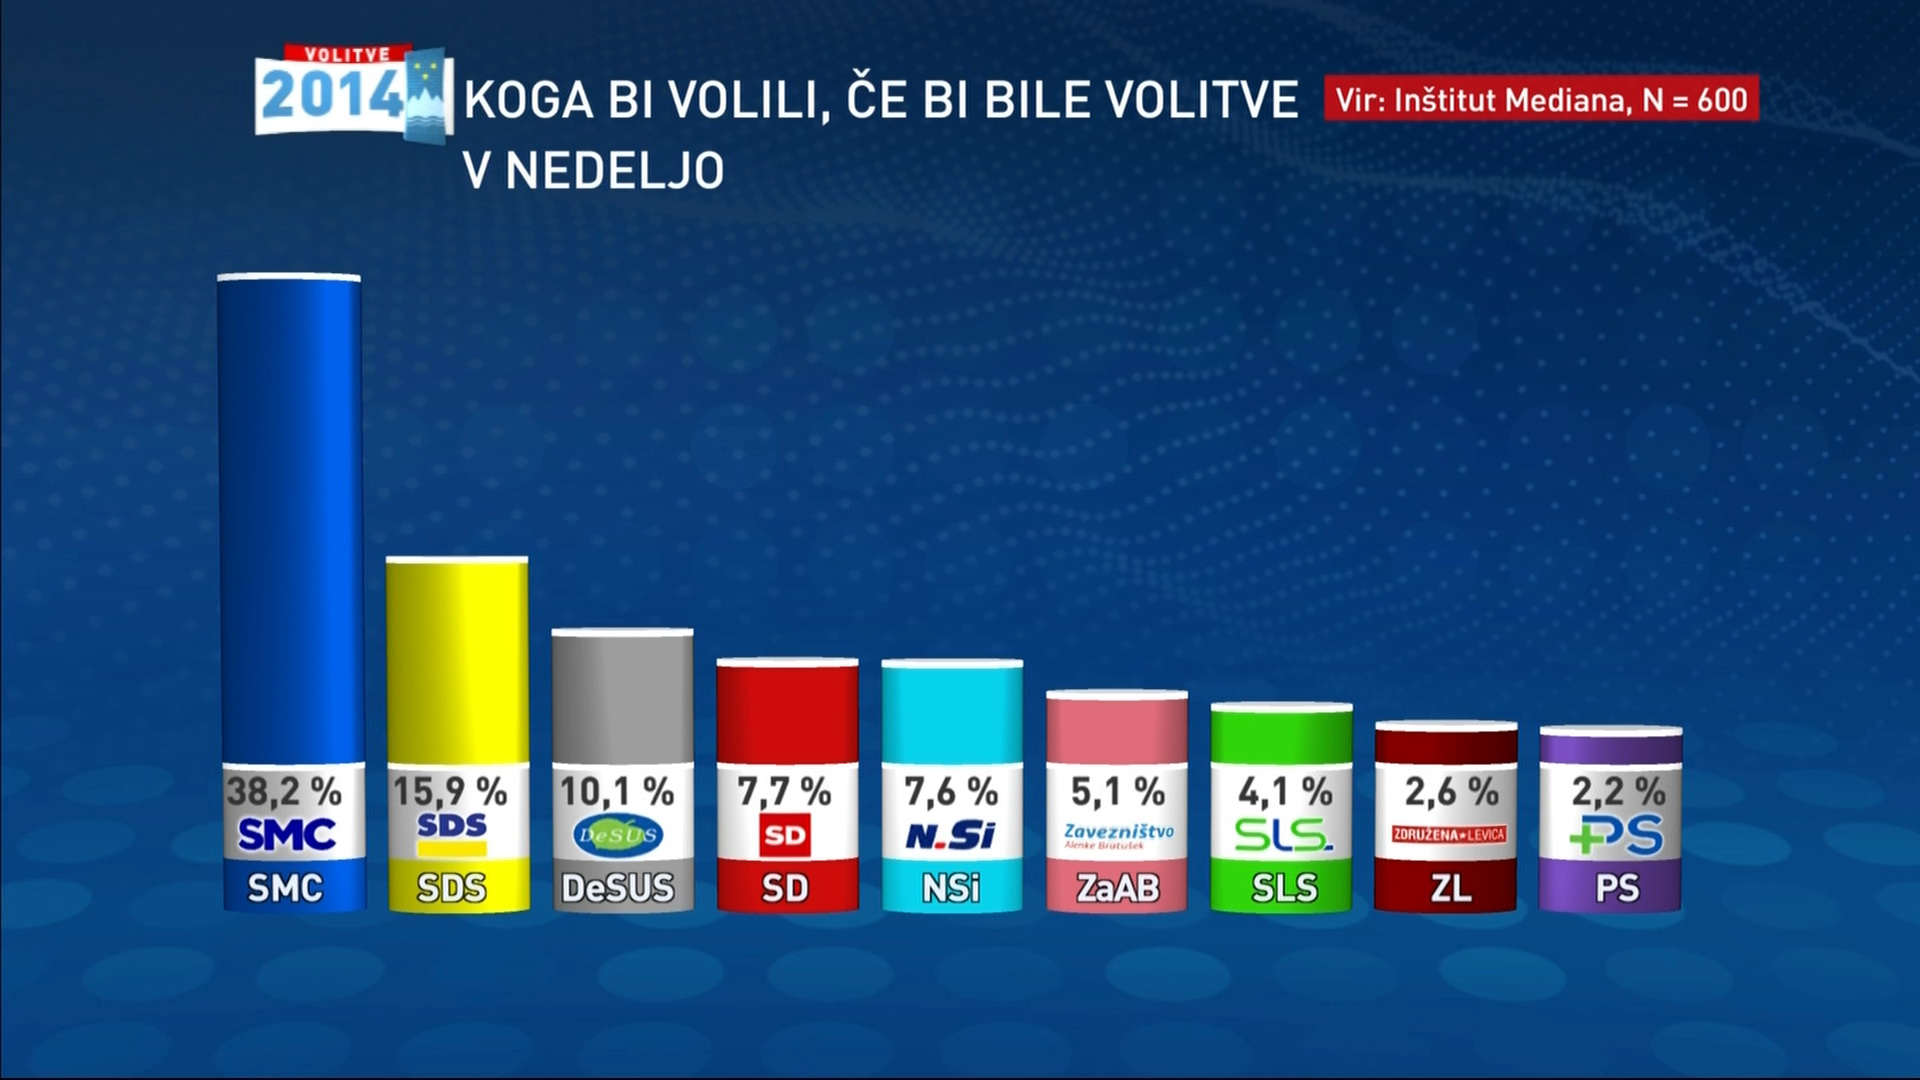 VOLITVE
2014
KOGA BI VOLILI, ČE BI BILE VOLITVE
V NEDELJO
Vir: Inštitut Mediana, N = 600
38,2 % 15,9 % 10,1 % 7,7 % 7,6 % 5,1 % 4,1 % 2,6 % 2,2 %
SMC SDS DeSUS SD N.Si Zavezništvo SLS ZDRUŽENA★LEVICA +PS
Alenke Bratušek
SMC SDS DeSUS SD NSi ZaAB SLS ZL PS